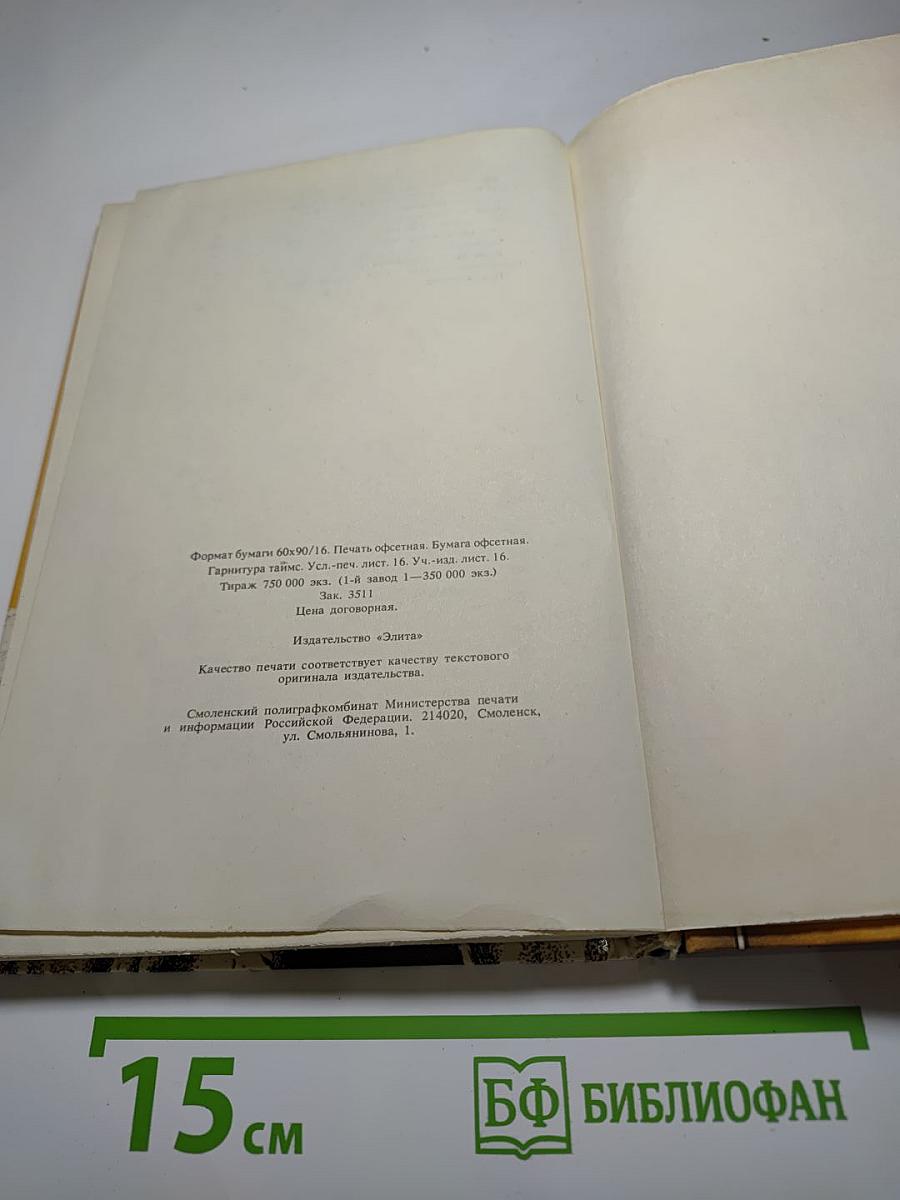 Формат бумаги 60х90/16. Печать офсетная. Бумага офсетная.
Гарнитура таймс. Усл.-печ. лист. 16. Уч.-изд. лист. 16.
Тираж 750 000 экз. (1-й завод 1—350 000 экз.)
Зак. 3511
Цена договорная.
Издательство «Элита»
Качество печати соответствует качеству текстового
оригинала издательства.
Смоленский полиграфкомбинат Министерства печати
и информации Российской Федерации. 214020, Смоленск,
ул. Смольянинова, 1.
15 см
БФ БИБЛИОФАН